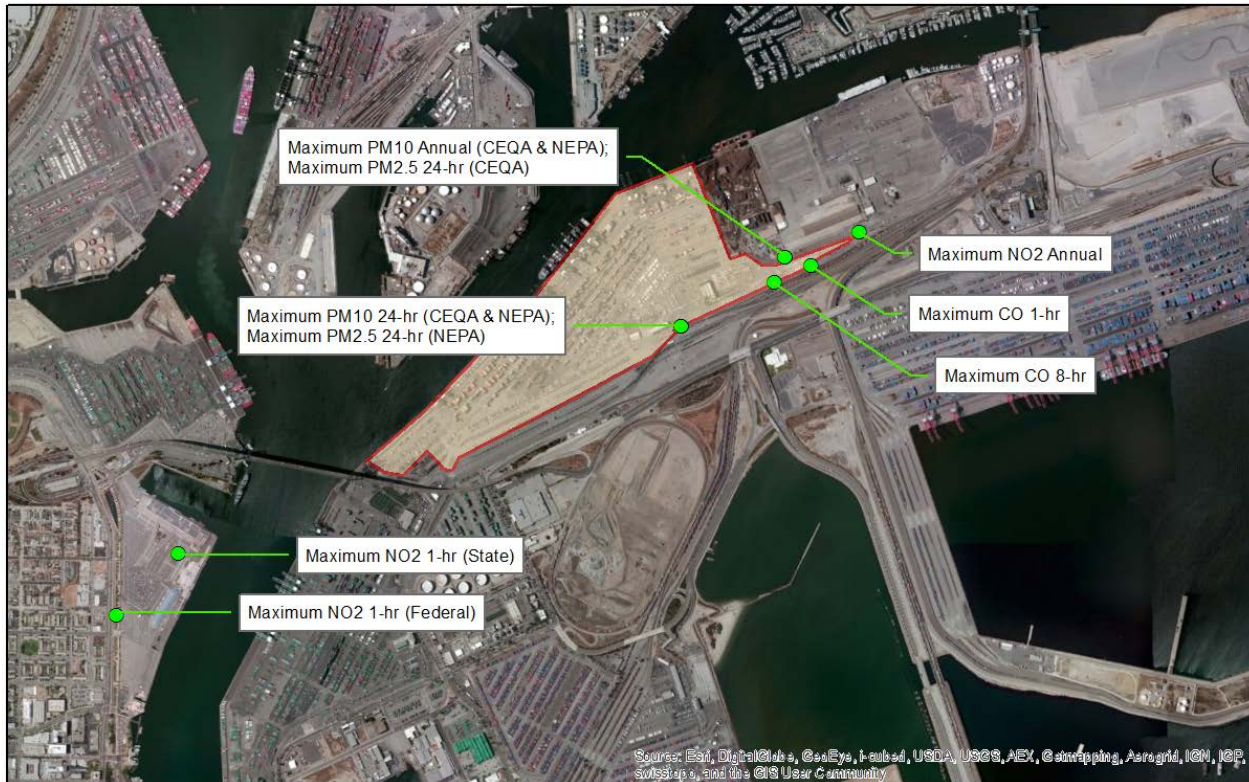 Maximum PM10 Annual (CEQA & NEPA);
Maximum PM2.5 24-hr (CEQA)
Maximum NO2 Annual
Maximum CO 1-hr
Maximum PM10 24-hr (CEQA & NEPA);
Maximum PM2.5 24-hr (NEPA)
Maximum CO 8-hr
Maximum NO2 1-hr (State)
Maximum NO2 1-hr (Federal)
Source: Esri, DigitalGlobe, GeoEye, i-cubed, USDA, USGS, AEX, Getmapping, Aerogrid, IGN, IGP,
swisstopo, and the GIS User Community